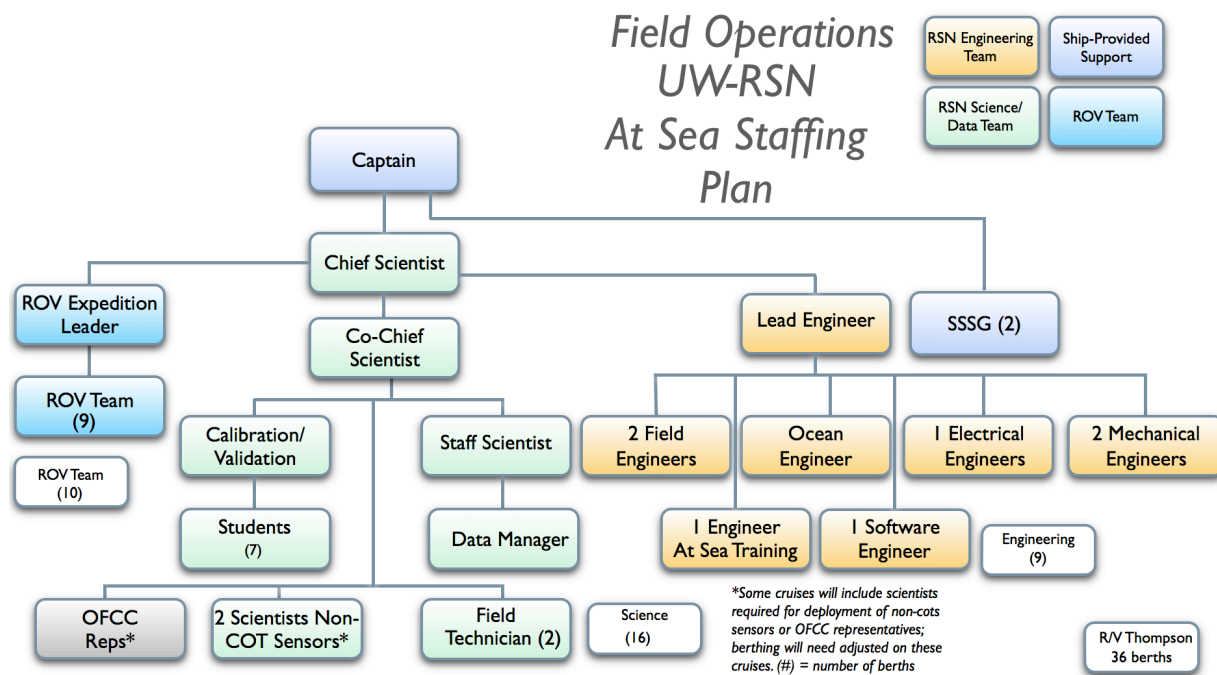 Field Operations
UW-RSN
At Sea Staffing
Plan
RSN Engineering
Team
Ship-Provided
Support
RSN Science/
Data Team
ROV Team
Captain
Chief Scientist
ROV Expedition
Leader
Co-Chief
Scientist
Lead Engineer
SSSG (2)
ROV Team
(9)
ROV Team
(10)
Calibration/
Validation
Staff Scientist
2 Field
Engineers
Ocean
Engineer
1 Electrical
Engineers
2 Mechanical
Engineers
Students
(7)
Data Manager
1 Engineer
At Sea Training
1 Software
Engineer
Engineering
(9)
OFCC
Reps*
2 Scientists Non-
COT Sensors*
Field
Technician (2)
Science
(16)
*Some cruises will include scientists
required for deployment of non-cots
sensors or OFCC representatives;
berthing will need adjusted on these
cruises. (#) = number of berths
R/V Thompson
36 berths